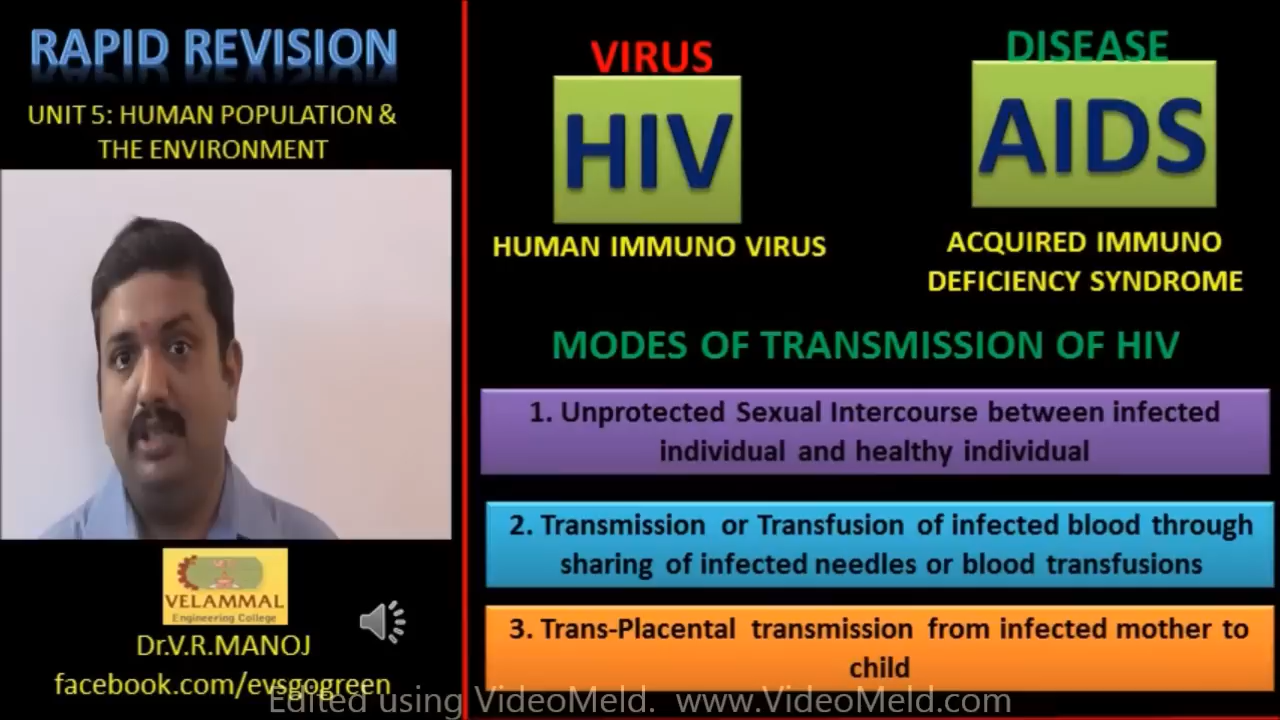 RAPID REVISION
UNIT 5: HUMAN POPULATION &
THE ENVIRONMENT
VELAMMAL
Engineering College
Dr.V.R.MANOJ
facebook.com/evsgogreen
VIRUS
HIV
HUMAN IMMUNO VIRUS
DISEASE
AIDS
ACQUIRED IMMUNO
DEFICIENCY SYNDROME
MODES OF TRANSMISSION OF HIV
1. Unprotected Sexual Intercourse between infected
individual and healthy individual
2. Transmission or Transfusion of infected blood through
sharing of infected needles or blood transfusions
3. Trans-Placental transmission from infected mother to
child
Edited using VideoMeld. www.VideoMeld.com